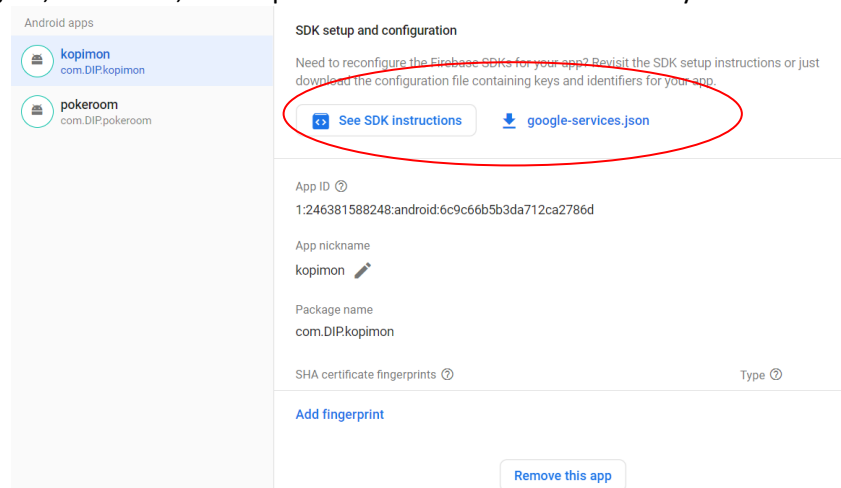 Android apps
kopimon
com.DIP.kopimon
pokeroom
com.DIP.pokeroom
SDK setup and configuration
Need to reconfigure the Firebase SDKs for your app? Revisit the SDK setup instructions or just
download the configuration file containing keys and identifiers for your app.
See SDK instructions
google-services.json
App ID
1:246381588248:android:6c9c66b5b3da712ca2786d
App nickname
kopimon
Package name
com.DIP.kopimon
SHA certificate fingerprints
Type
Add fingerprint
Remove this app